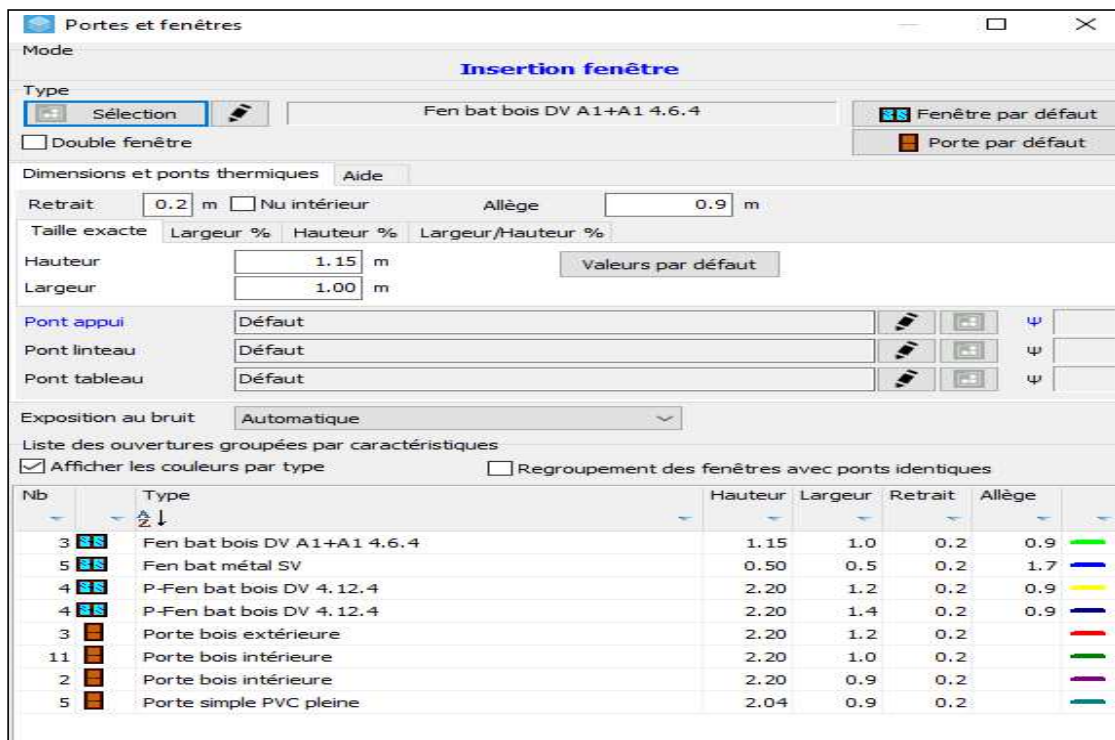 Portes et fenêtres
Mode
Insertion fenêtre
Type
Sélection Fen bat bois DV A1+A1 4.6.4 Fenêtre par défaut
Double fenêtre Porte par défaut
Dimensions et ponts thermiques Aide
Retrait 0.2 m Nu intérieur Allège 0.9 m
Taille exacte Largeur % Hauteur % Largeur/Hauteur %
Hauteur 1.15 m Valeurs par défaut
Largeur 1.00 m
Pont appui Défaut Ψ
Pont linteau Défaut Ψ
Pont tableau Défaut Ψ
Exposition au bruit Automatique
Liste des ouvertures groupées par caractéristiques
Afficher les couleurs par type Regroupement des fenêtres avec ponts identiques
Nb Type Hauteur Largeur Retrait Allège
A Z
3 Fen bat bois DV A1+A1 4.6.4 1.15 1.0 0.2 0.9
5 Fen bat métal SV 0.50 0.5 0.2 1.7
4 P-Fen bat bois DV 4.12.4 2.20 1.2 0.2 0.9
4 P-Fen bat bois DV 4.12.4 2.20 1.4 0.2 0.9
3 Porte bois extérieure 2.20 1.2 0.2
11 Porte bois intérieure 2.20 1.0 0.2
2 Porte bois intérieure 2.20 0.9 0.2
5 Porte simple PVC pleine 2.04 0.9 0.2